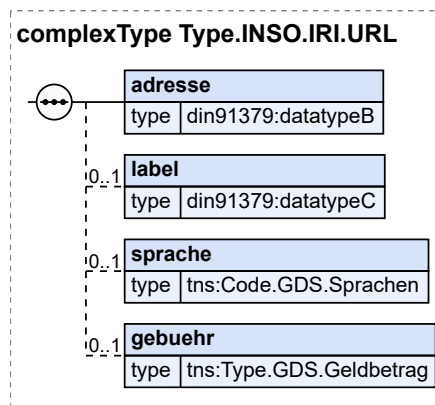 complexType Type.INSO.IRI.URL
adresse
type din91379:datatypeB
0..1 label
type din91379:datatypeC
0..1 sprache
type tns:Code.GDS.Sprachen
0..1 gebuehr
type tns:Type.GDS.Geldbetrag